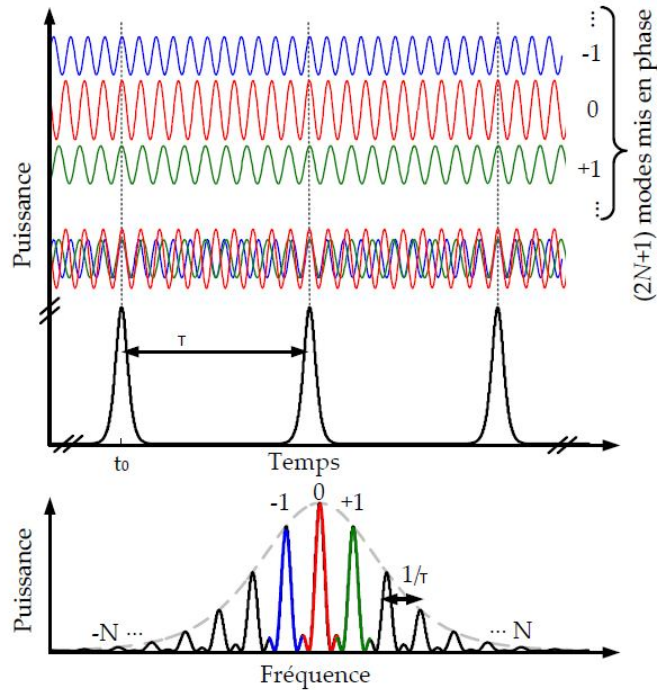 Puissance
...
-1
0
+1
...
(2N+1) modes mis en phase
τ
t0
Temps
Puissance
-1
0
+1
1/τ
-N ...
... N
Fréquence